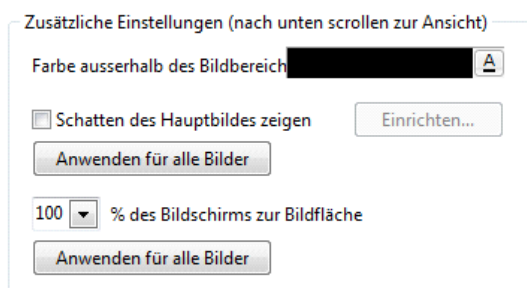 Zusätzliche Einstellungen (nach unten scrollen zur Ansicht)
Farbe ausserhalb des Bildbereich A
Schatten des Hauptbildes zeigen Einrichten...
Anwenden für alle Bilder
100 % des Bildschirms zur Bildfläche
Anwenden für alle Bilder